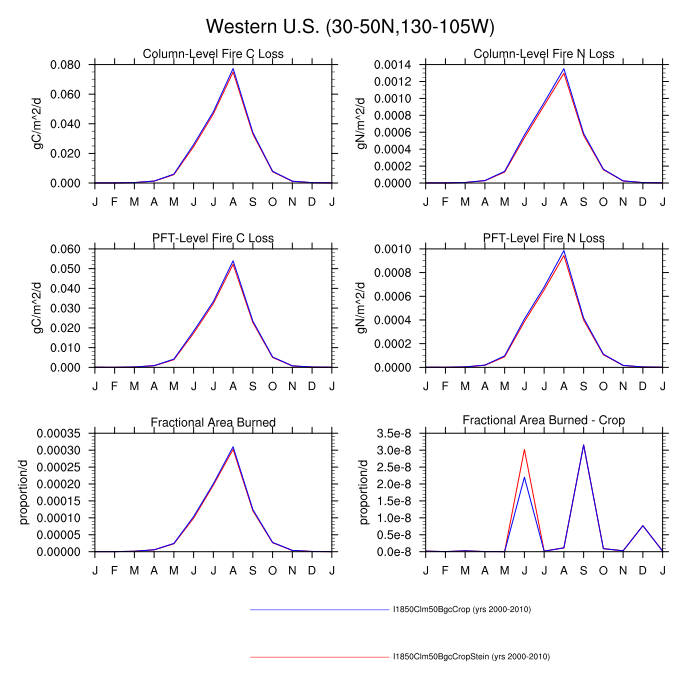 Western U.S. (30-50N,130-105W)
Column-Level Fire C Loss
gC/m^2/d
0.080
0.060
0.040
0.020
0.000
J F M A M J J A S O N D J
Column-Level Fire N Loss
gN/m^2/d
0.0014
0.0012
0.0010
0.0008
0.0006
0.0004
0.0002
0.0000
J F M A M J J A S O N D J
PFT-Level Fire C Loss
gC/m^2/d
0.060
0.050
0.040
0.030
0.020
0.010
0.000
J F M A M J J A S O N D J
PFT-Level Fire N Loss
gN/m^2/d
0.0010
0.0008
0.0006
0.0004
0.0002
0.0000
J F M A M J J A S O N D J
Fractional Area Burned
proportion/d
0.00035
0.00030
0.00025
0.00020
0.00015
0.00010
0.00005
0.00000
J F M A M J J A S O N D J
Fractional Area Burned - Crop
proportion/d
3.5e-8
3.0e-8
2.5e-8
2.0e-8
1.5e-8
1.0e-8
0.5e-8
0.0e-8
J F M A M J J A S O N D J
I1850Clm50BgcCrop (yrs 2000-2010)
I1850Clm50BgcCropStein (yrs 2000-2010)